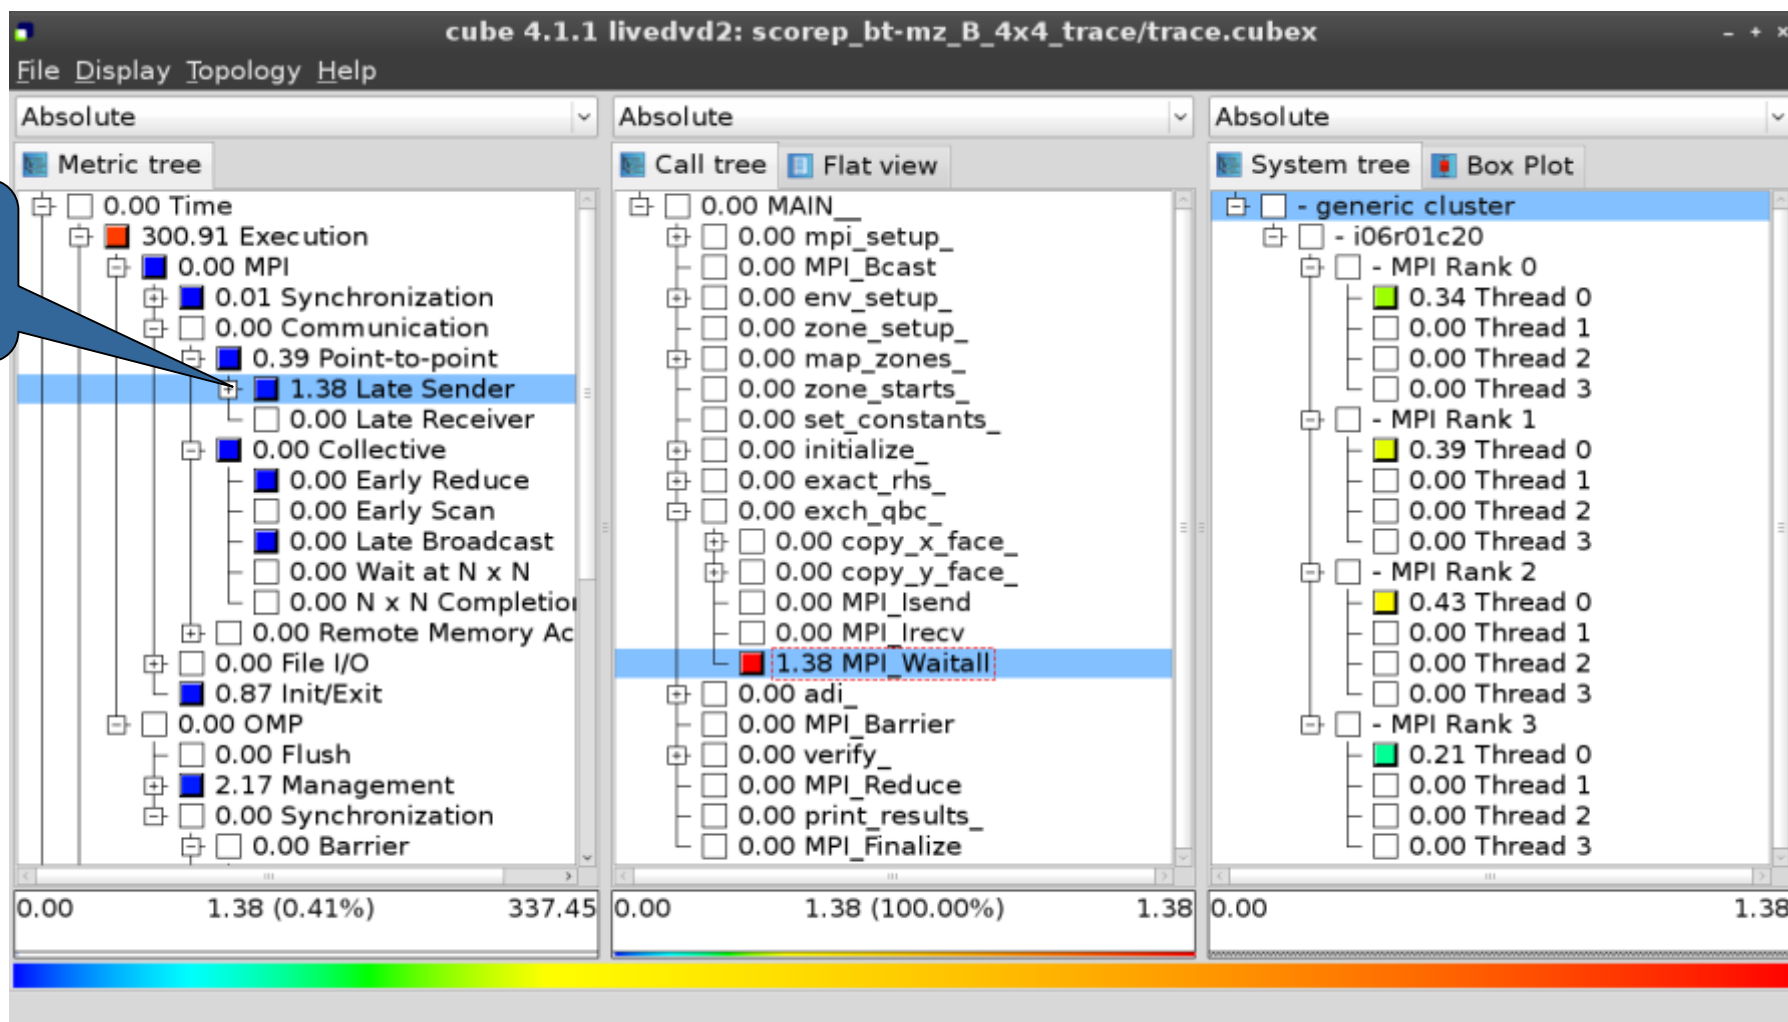 cube 4.1.1 livedvd2: scorep_bt-mz_B_4x4_trace/trace.cubex
File Display Topology Help
Absolute
Metric tree
0.00 Time
300.91 Execution
0.00 MPI
0.01 Synchronization
0.00 Communication
0.39 Point-to-point
1.38 Late Sender
0.00 Late Receiver
0.00 Collective
0.00 Early Reduce
0.00 Early Scan
0.00 Late Broadcast
0.00 Wait at N x N
0.00 N x N Completion
0.00 Remote Memory Ac
0.00 File I/O
0.87 Init/Exit
0.00 OMP
0.00 Flush
2.17 Management
0.00 Synchronization
0.00 Barrier
0.00 1.38 (0.41%) 337.45
Absolute
Call tree Flat view
0.00 MAIN__
0.00 mpi_setup_
0.00 MPI_Bcast
0.00 env_setup_
0.00 zone_setup_
0.00 map_zones_
0.00 zone_starts_
0.00 set_constants_
0.00 initialize_
0.00 exact_rhs_
0.00 exch_qbc_
0.00 copy_x_face_
0.00 copy_y_face_
0.00 MPI_Isend
0.00 MPI_Irecv
1.38 MPI_Waitall
0.00 adi_
0.00 MPI_Barrier
0.00 verify_
0.00 MPI_Reduce
0.00 print_results_
0.00 MPI_Finalize
0.00 1.38 (100.00%) 1.38
Absolute
System tree Box Plot
- generic cluster
- i06r01c20
- MPI Rank 0
0.34 Thread 0
0.00 Thread 1
0.00 Thread 2
0.00 Thread 3
- MPI Rank 1
0.39 Thread 0
0.00 Thread 1
0.00 Thread 2
0.00 Thread 3
- MPI Rank 2
0.43 Thread 0
0.00 Thread 1
0.00 Thread 2
0.00 Thread 3
- MPI Rank 3
0.21 Thread 0
0.00 Thread 1
0.00 Thread 2
0.00 Thread 3
0.00 1.38